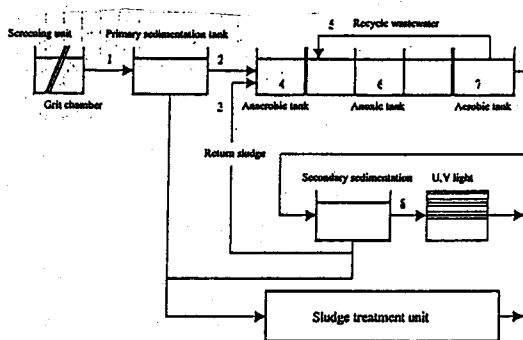 Screening unit
Primary sedimentation tank
5
Recycle wastewater
1
2
4
6
7
Grit chamber
3
Anaerobic tank
Anoxic tank
Aerobic tank
Return sludge
Secondary sedimentation
U,V light
8
Sludge treatment unit